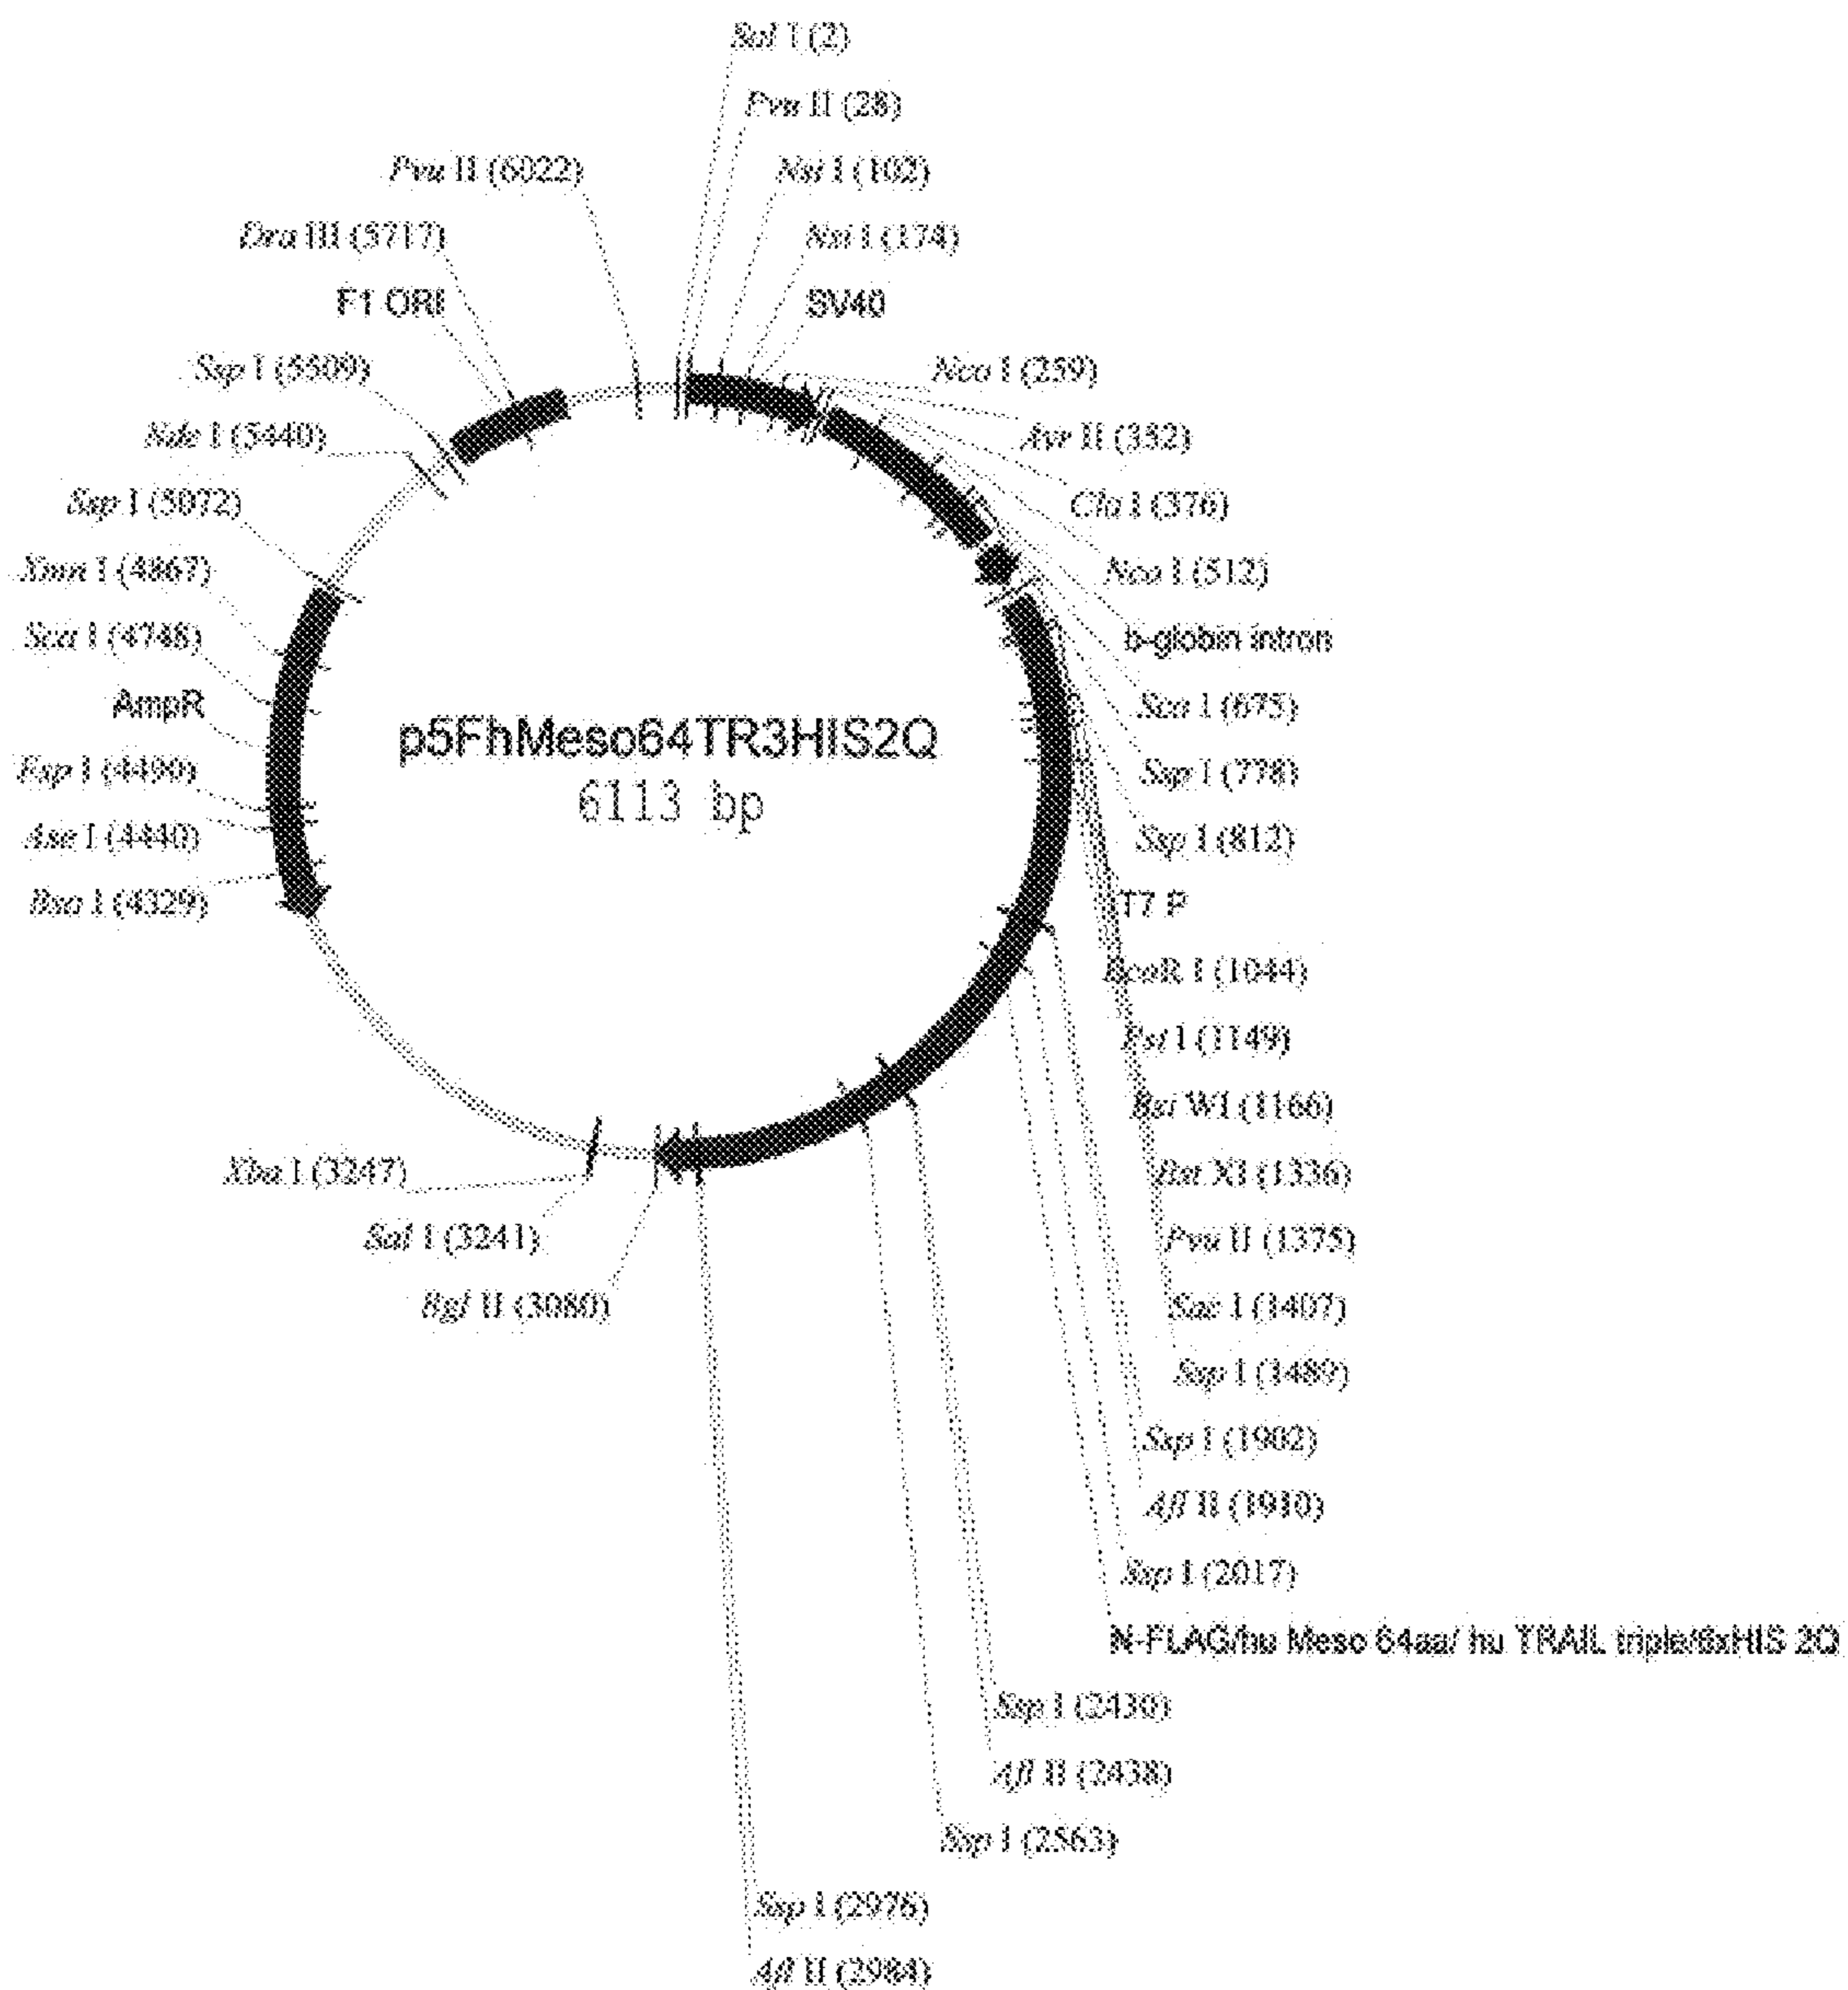 Sal I (2)
Pvu II (28)
Nsi I (102)
Nsi I (174)
SV40
Nco I (259)
Avr II (352)
Cla I (376)
Nco I (512)
b-globin intron
I (675)
Ssp I (778)
Ssp I (812)
T7 P
EcoR I (1044)
Pst I (1149)
Bsi WI (1166)
Bst XI (1336)
Pvu II (1375)
Sac I (1407)
Ssp I (1489)
Ssp I (1902)
Afl II (1910)
Ssp I (2017)
N-FLAG/hu Meso 64aa/ hu TRAIL triple/6xHIS 2Q
Ssp I (2430)
Afl II (2438)
Ssp I (2563)
Ssp I (2976)
Afl II (2984)
Bgl II (3080)
Sal I (3241)
Xba I (3247)
Bsa I (4329)
Ase I (4440)
I (4490)
AmpR
Sca I (4748)
Xmn I (4867)
Ssp I (5072)
Nde I (5440)
Ssp I (5509)
F1 ORI
Dra III (5717)
Pvu II (6022)
p5FhMeso64TR3HIS2Q
6113 bp